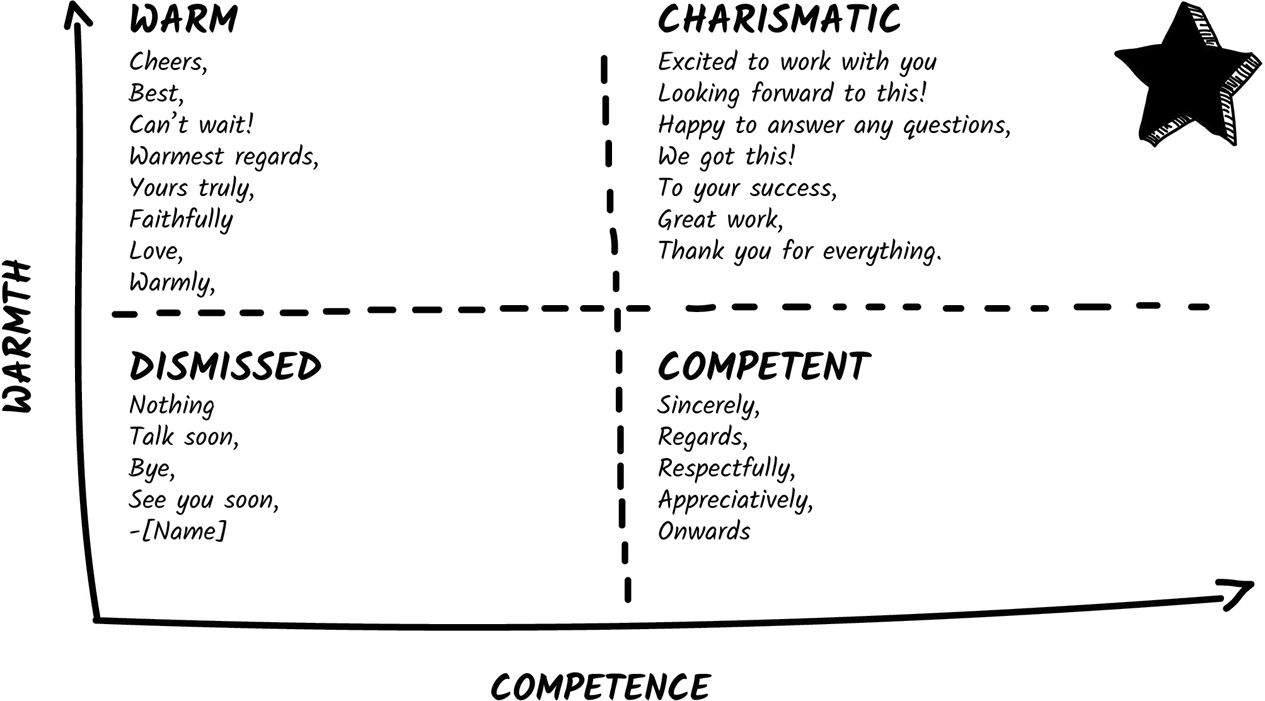 WARM
Cheers,
Best,
Can't wait!
Warmest regards,
Yours truly,
Faithfully
Love,
Warmly,
CHARISMATIC
Excited to work with you
Looking forward to this!
Happy to answer any questions,
We got this!
To your success,
Great work,
Thank you for everything.
WARMTH
DISMISSED
Nothing
Talk soon,
Bye,
See you soon,
-[Name]
COMPETENT
Sincerely,
Regards,
Respectfully,
Appreciatively,
Onwards
COMPETENCE